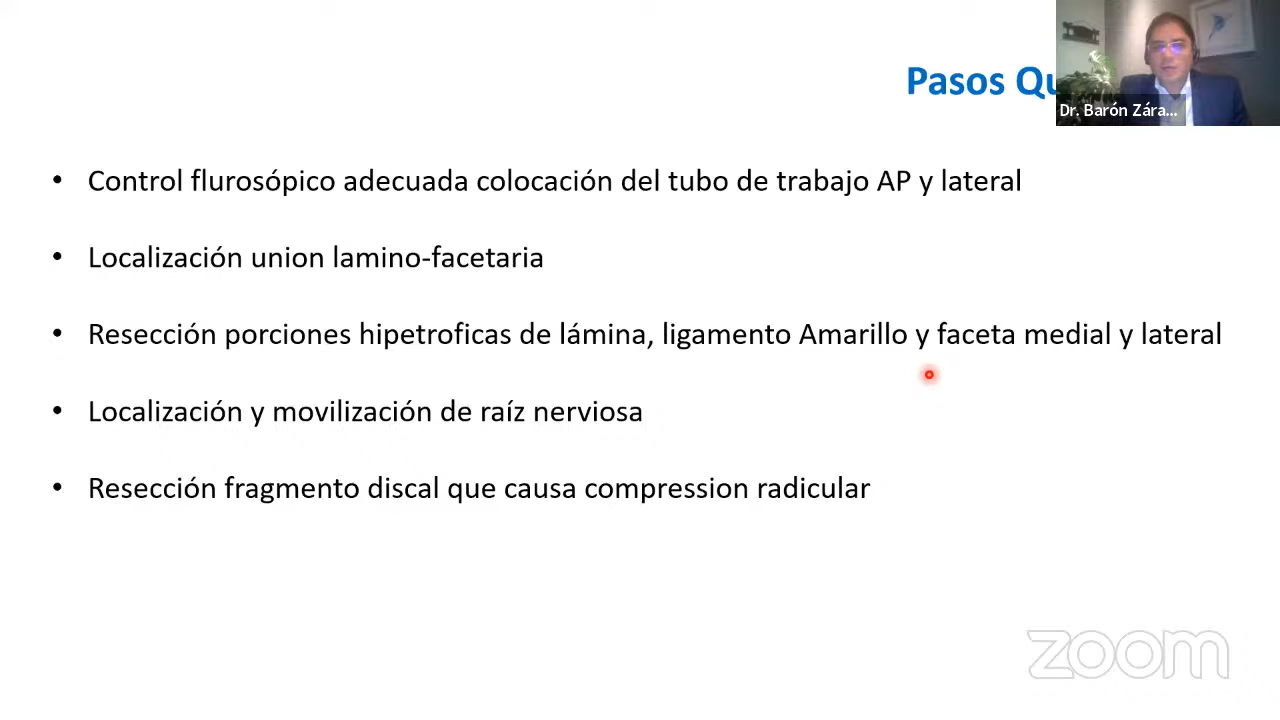 Pasos Qu
Dr. Barón Zára...
• Control flurosópico adecuada colocación del tubo de trabajo AP y lateral
• Localización union lamino-facetaria
• Resección porciones hipetroficas de lámina, ligamento Amarillo y faceta medial y lateral
• Localización y movilización de raíz nerviosa
• Resección fragmento discal que causa compression radicular
zoom